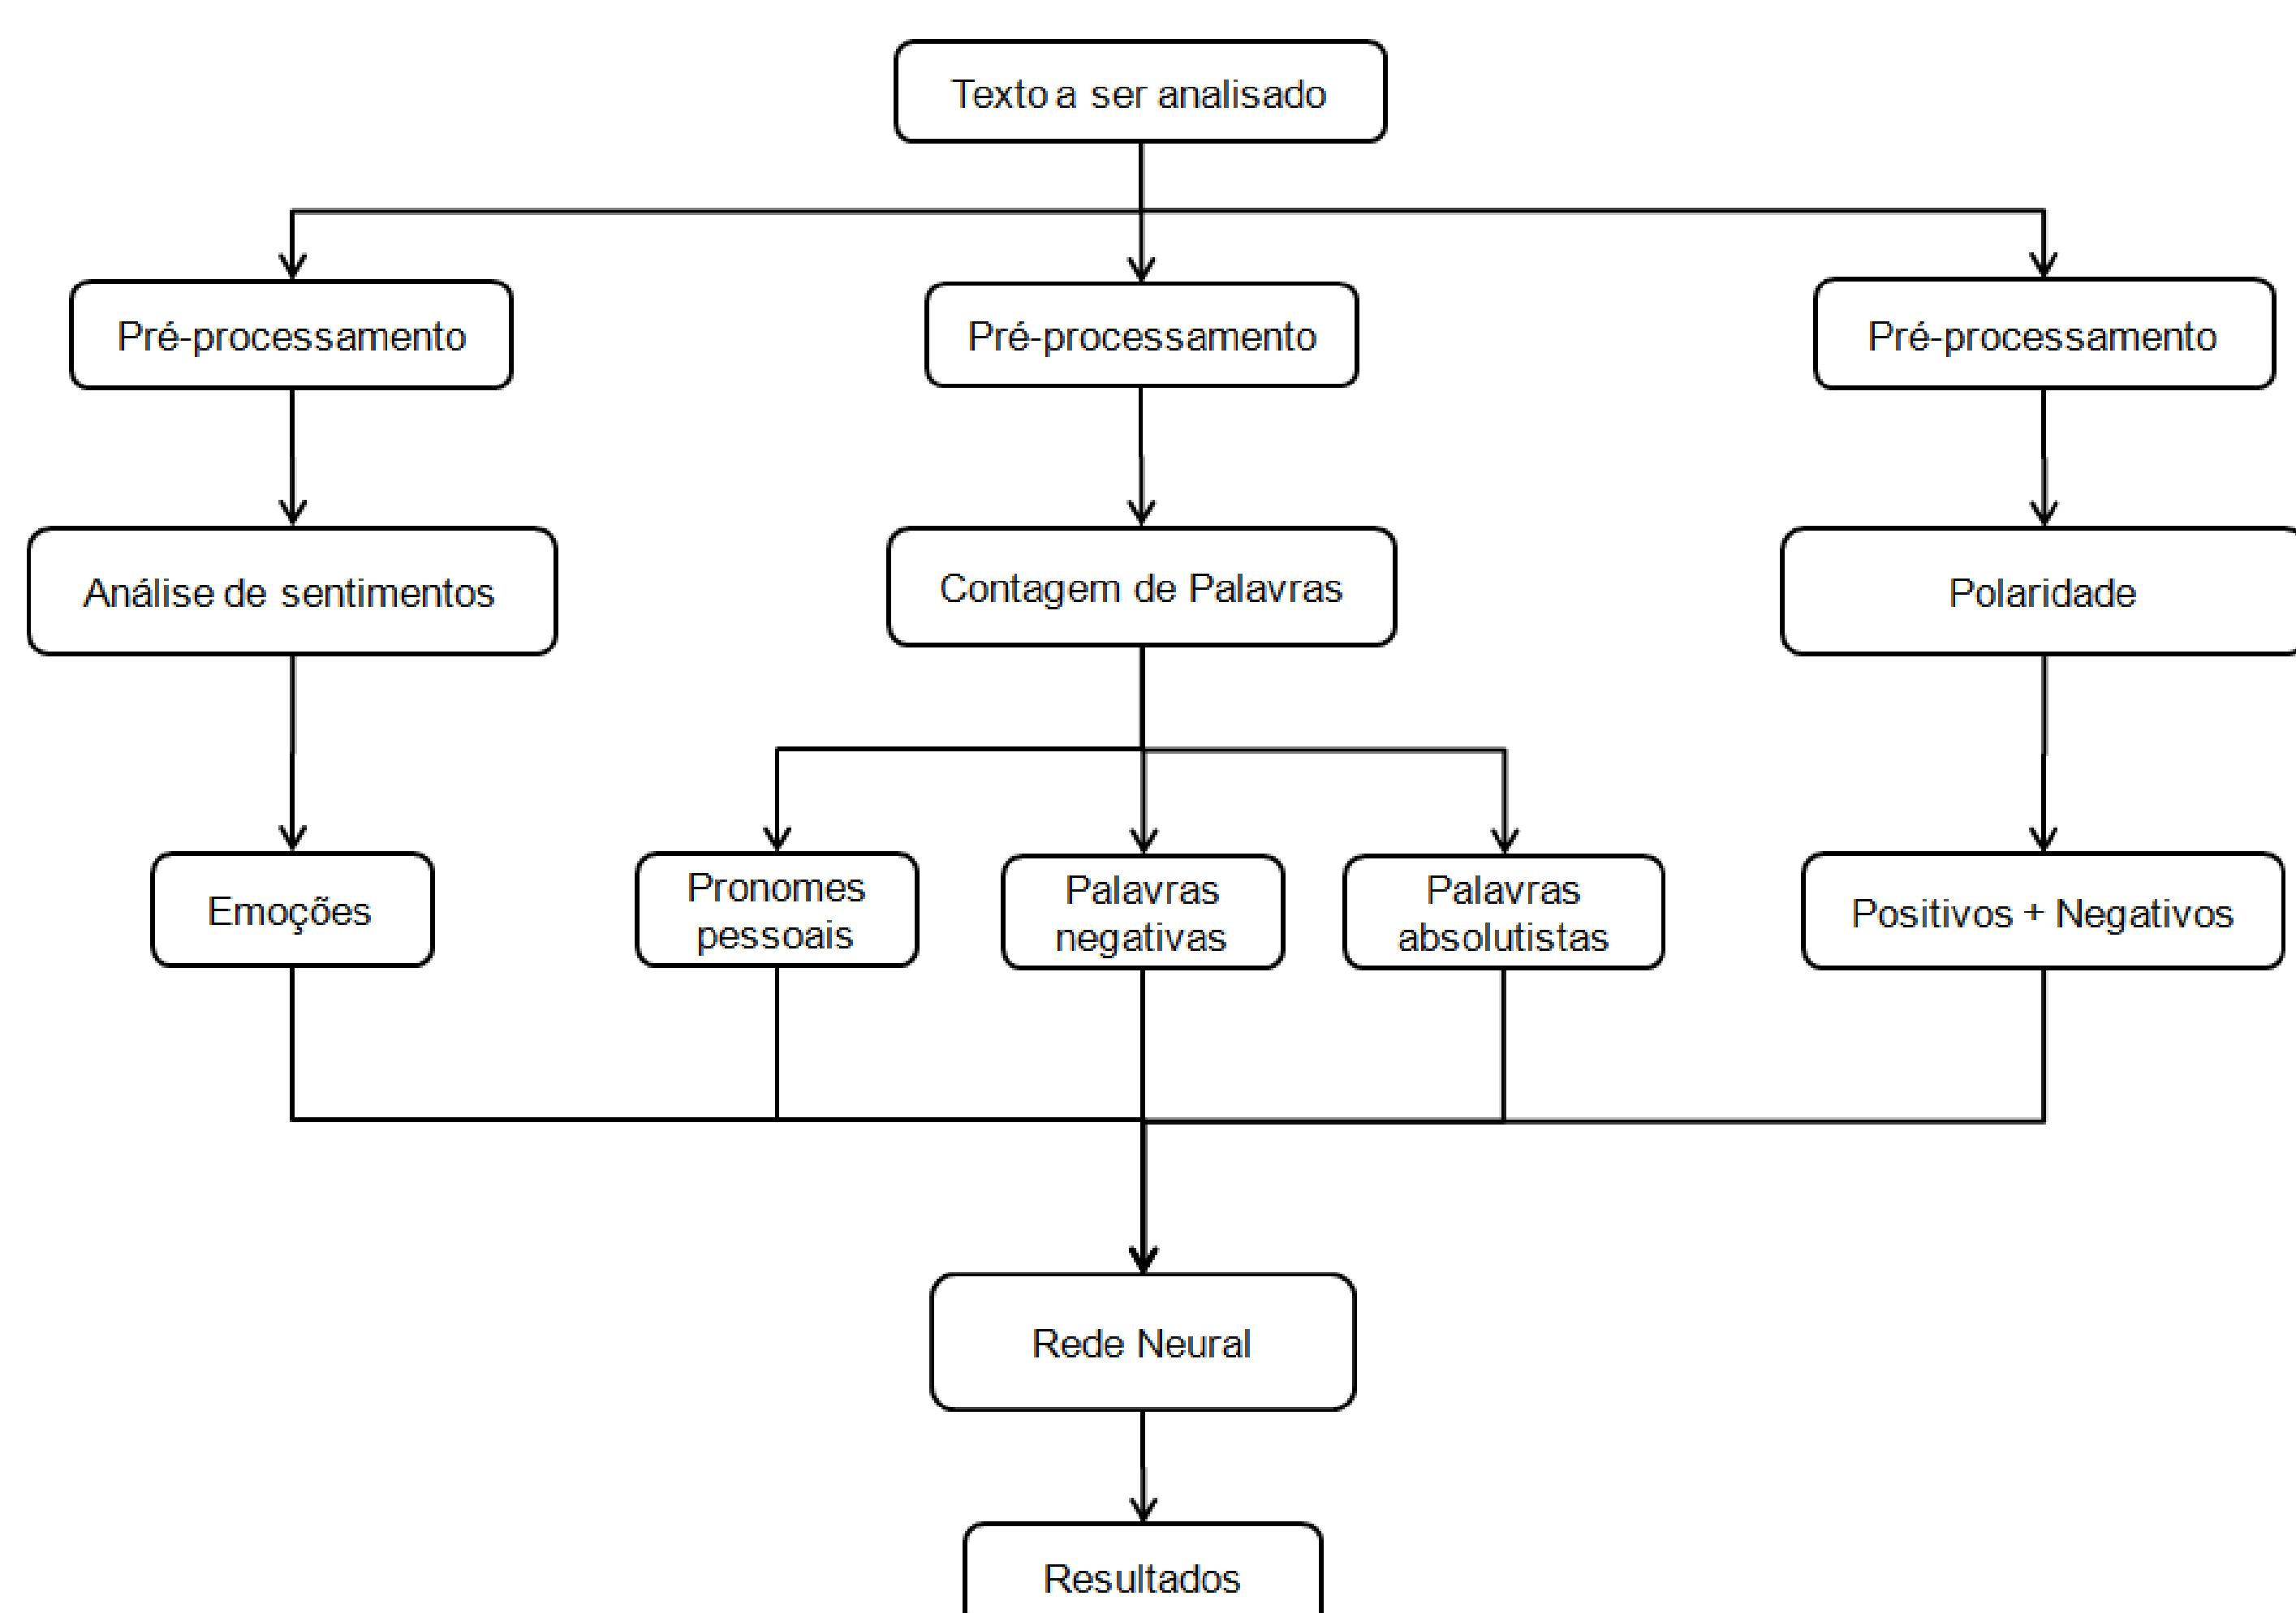 Texto a ser analisado
Pré-processamento
Pré-processamento
Pré-processamento
Análise de sentimentos
Contagem de Palavras
Polaridade
Emoções
Pronomes
pessoais
Palavras
negativas
Palavras
absolutistas
Positivos + Negativos
Rede Neural
Resultados